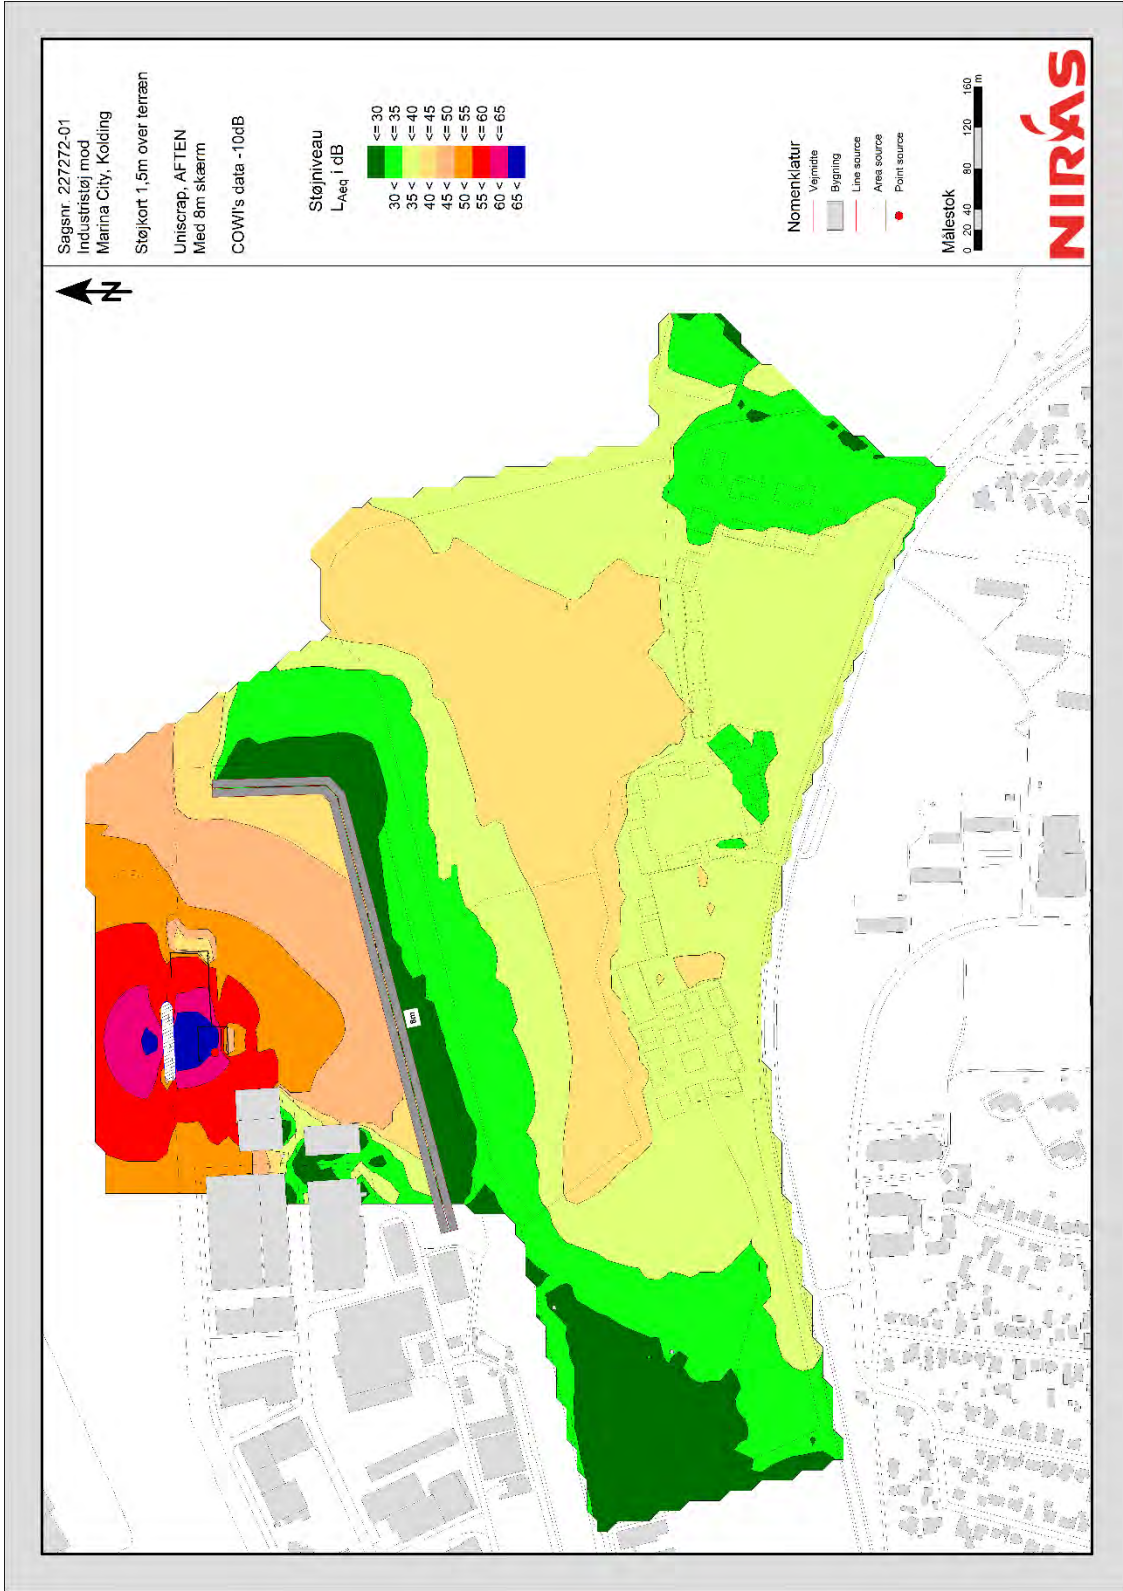 Sagsnr. 227272-01
Industristøj mod
Marina City, Kolding
Støjkort 1,5m over terræn
Uniscrap, AFTEN
Med 8m skærm
COWI's data -10dB
Støjniveau
LAeq i dB
<= 30
30 < <= 35
35 < <= 40
40 < <= 45
45 < <= 50
50 < <= 55
55 < <= 60
60 < <= 65
65 <
Nomenklatur
Vejmidte
Bygning
Line source
Area source
Point source
Målestok
0 20 40 80 120 160
m
NIRÁS
N
8m